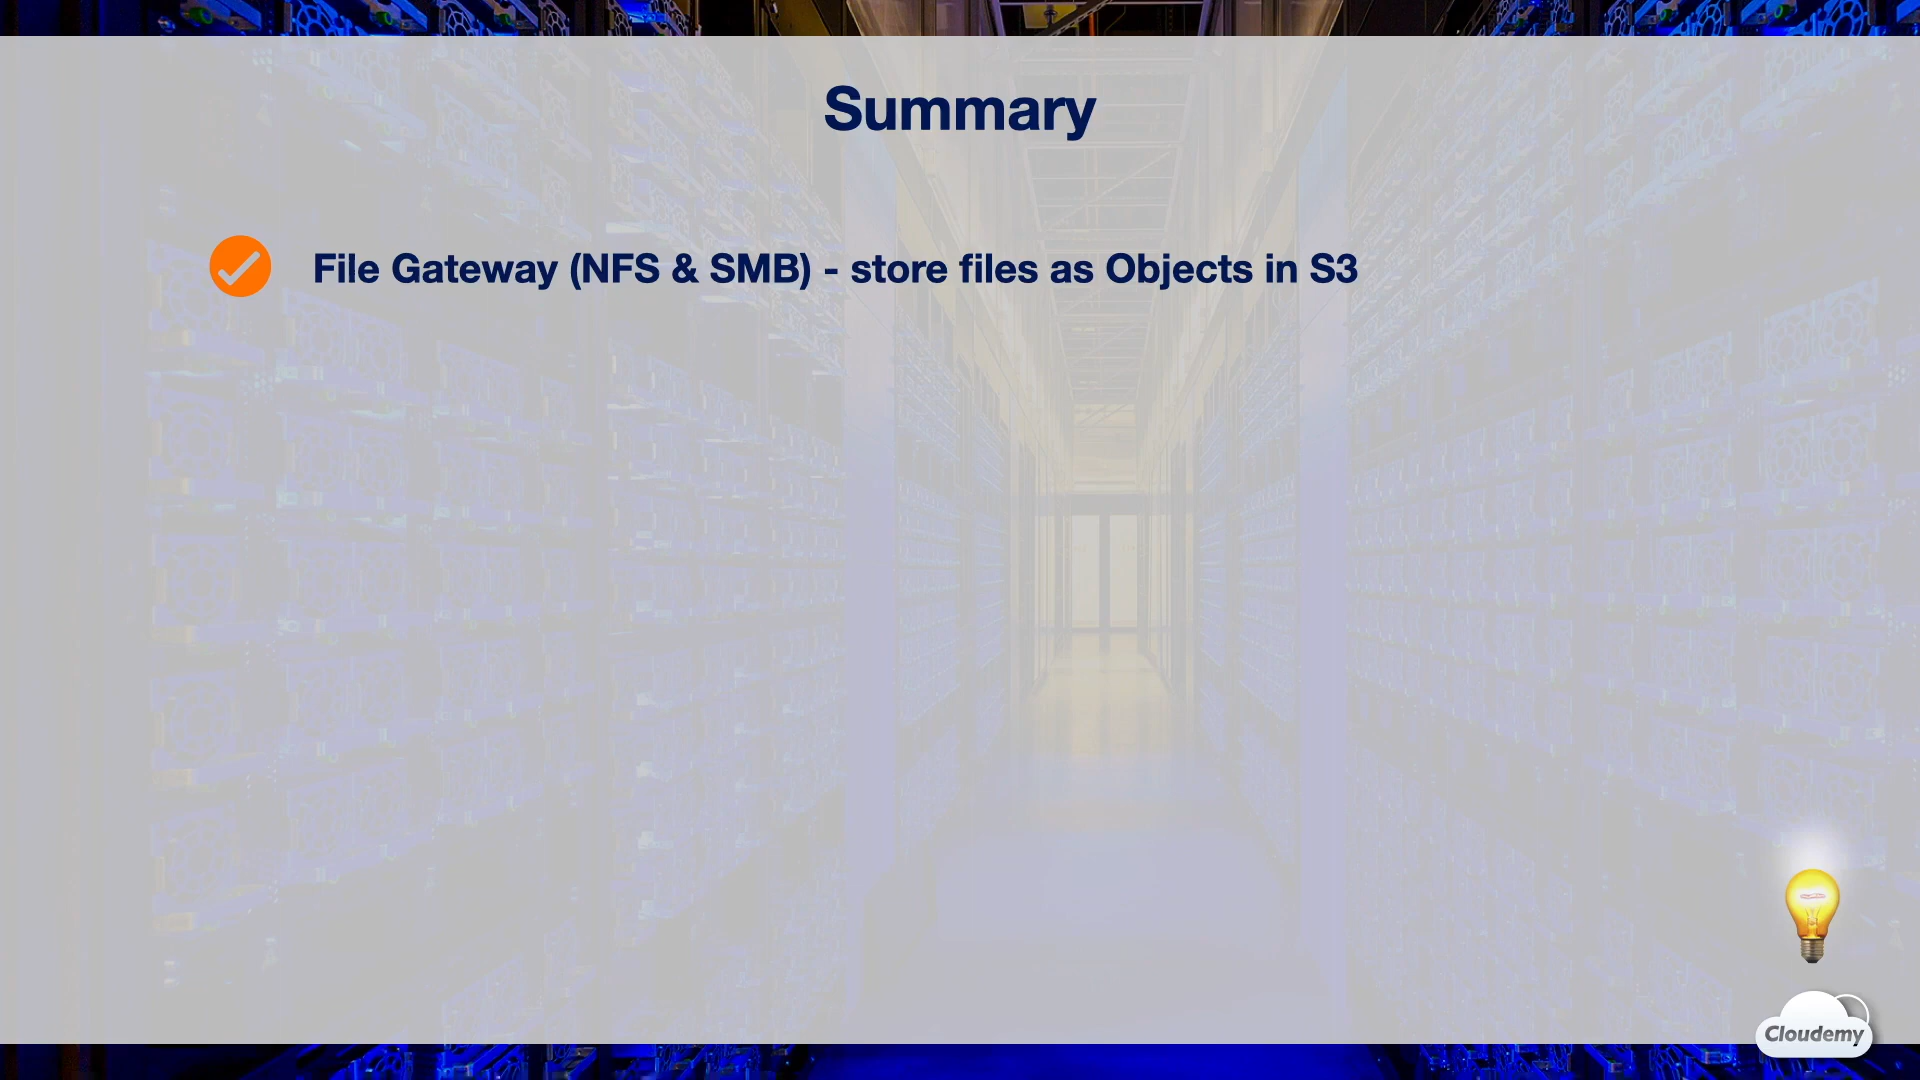 Summary
File Gateway (NFS & SMB) - store files as Objects in S3
Cloudemy